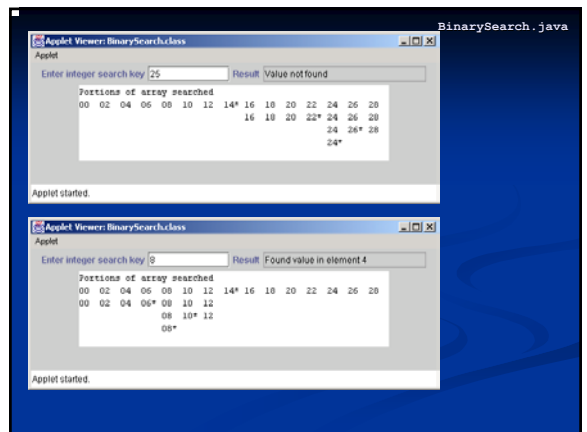 BinarySearch.java
Applet Viewer: BinarySearch.class
Applet
Enter integer search key 25 Result Value not found
Portions of array searched
00 02 04 06 08 10 12 14* 16 18 20 22 24 26 28
16 18 20 22* 24 26 28
24 26* 28
24*
Applet started.
Applet Viewer: BinarySearch.class
Applet
Enter integer search key 8 Result Found value in element 4
Portions of array searched
00 02 04 06 08 10 12 14* 16 18 20 22 24 26 28
00 02 04 06* 08 10 12
08 10* 12
08*
Applet started.